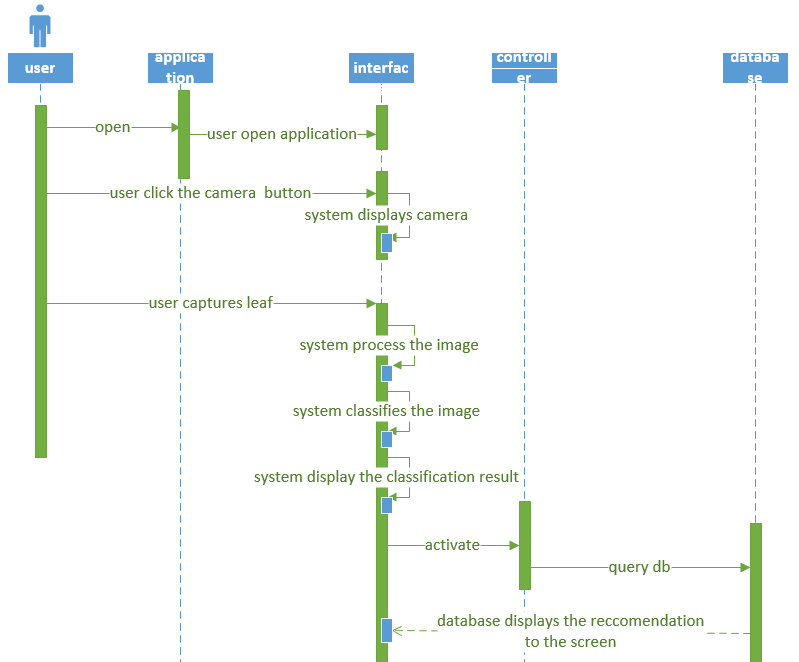 user
applica
tion
interfac
controll
er
databa
se
open
user open application
user click the camera  button
system displays camera
user captures leaf
system process the image
system classifies the image
system display the classification result
activate
query db
database displays the reccomendation
to the screen